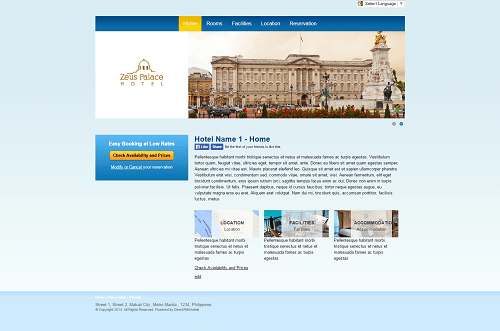 Select Language
Home Rooms Facilities Location Reservation
Zeus Palace
HOTEL
Easy Booking at Low Rates
Check Availability and Prices
Modify or Cancel your reservation
Hotel Name 1 - Home
Like Share Be the first of your friends to like this.
Pellentesque habitant morbi tristique senectus et netus et malesuada fames ac turpis egestas. Vestibulum
tortor quam, feugiat vitae, ultricies eget, tempor sit amet, ante. Donec eu libero sit amet quam egestas semper.
Aenean ultricies mi vitae est. Mauris placerat eleifend leo. Quisque sit amet est et sapien ullamcorper pharetra.
Vestibulum erat wisi, condimentum sed, commodo vitae, ornare sit amet, wisi. Aenean fermentum, elit eget
tincidunt condimentum, eros ipsum rutrum orci, sagittis tempus lacus enim ac dui. Donec non enim in turpis
pulvinar facilisis. Ut felis. Praesent dapibus, neque id cursus faucibus, tortor neque egestas augue, eu
vulputate magna eros eu erat. Aliquam erat volutpat. Nam dui mi, tincidunt quis, accumsan porttitor, facilisis
luctus, metus
LOCATION
Location
FACILITIES
Facilities
ACCOMMODATIO
Accommodation
Pellentesque habitant morbi
tristique senectus et netus et
malesuada fames ac turpis
egestas
Pellentesque habitant morbi
tristique senectus et netus et
malesuada fames ac turpis
egestas
Pellentesque habitant morbi
tristique senectus et netus et
malesuada fames ac turpis
egestas
Check Availability and Prices
edit
Street 1, Street 2, Makati City, Metro Manila , 1234, Philippines
© Copyright 2014. All Rights Reserved. Powered by DirectWithHotels